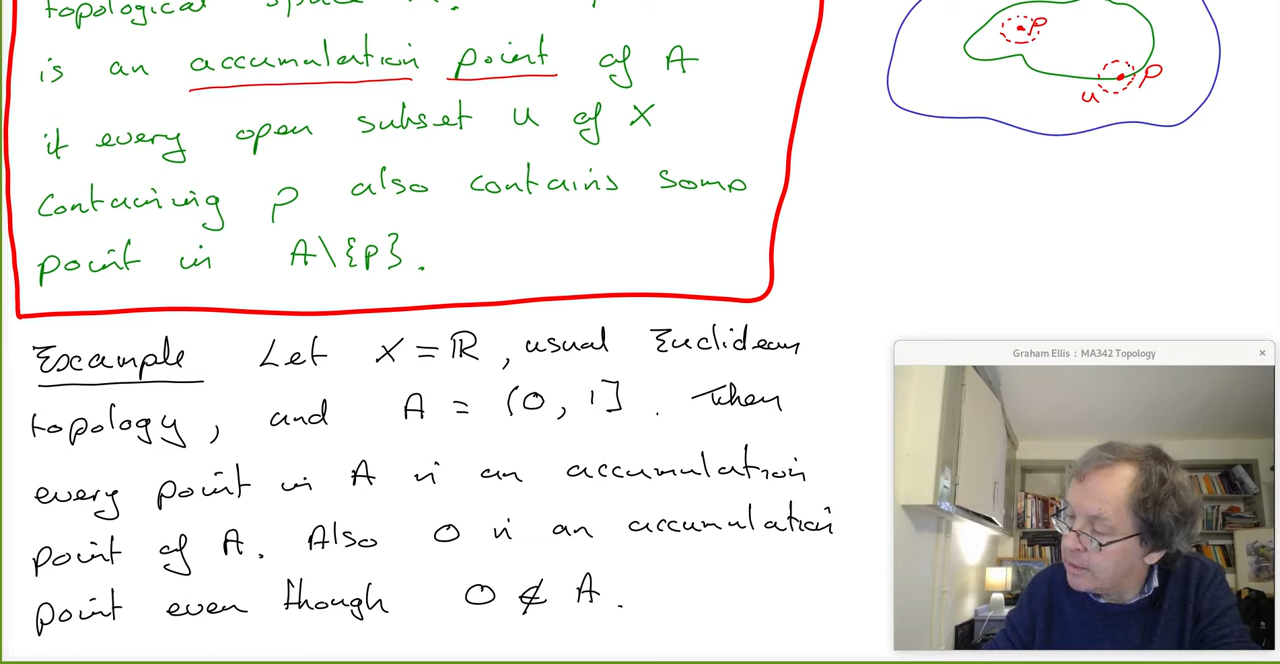 topological space
is an accumulation point of A
if every open subset U of X
containing p also contains some
point in A\{p}.
p
p
U
Example Let X = ℝ, usual Euclidean
topology, and A = (0, 1]. Then
every point in A is an accumulation
point of A. Also 0 is an accumulation
point even though 0 ∉ A.
Graham Ellis : MA342 Topology